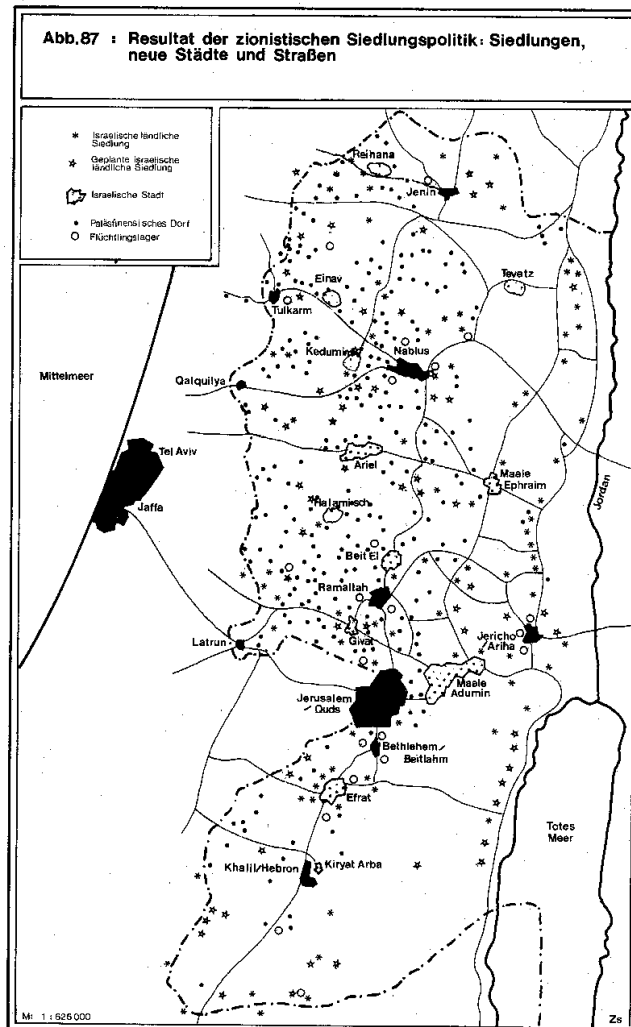 Abb.87 : Resultat der zionistischen Siedlungspolitik: Siedlungen,
neue Städte und Straßen
Israelische ländliche
Siedlung
Geplante israelische
ländliche Siedlung
Israelische Stadt
Palästinensisches Dorf
Flüchtlingslager
Reihana
Jenin
Einav
Tevetz
Tulkarm
Kedumim
Nablus
Mittelmeer
Qalquilya
Tel Aviv
Ariel
Maale
Ephraim
Jordan
Halamisch
Jaffa
Beit El
Ramallah
Givat
Latrun
Jericho
/Ariha
Maale
Adumin
Jerusalem
/Quds
Bethlehem/
Beitlahm
Efrat
Totes
Meer
Khalil/Hebron
Kiryat Arba
M: 1:625000
Zs